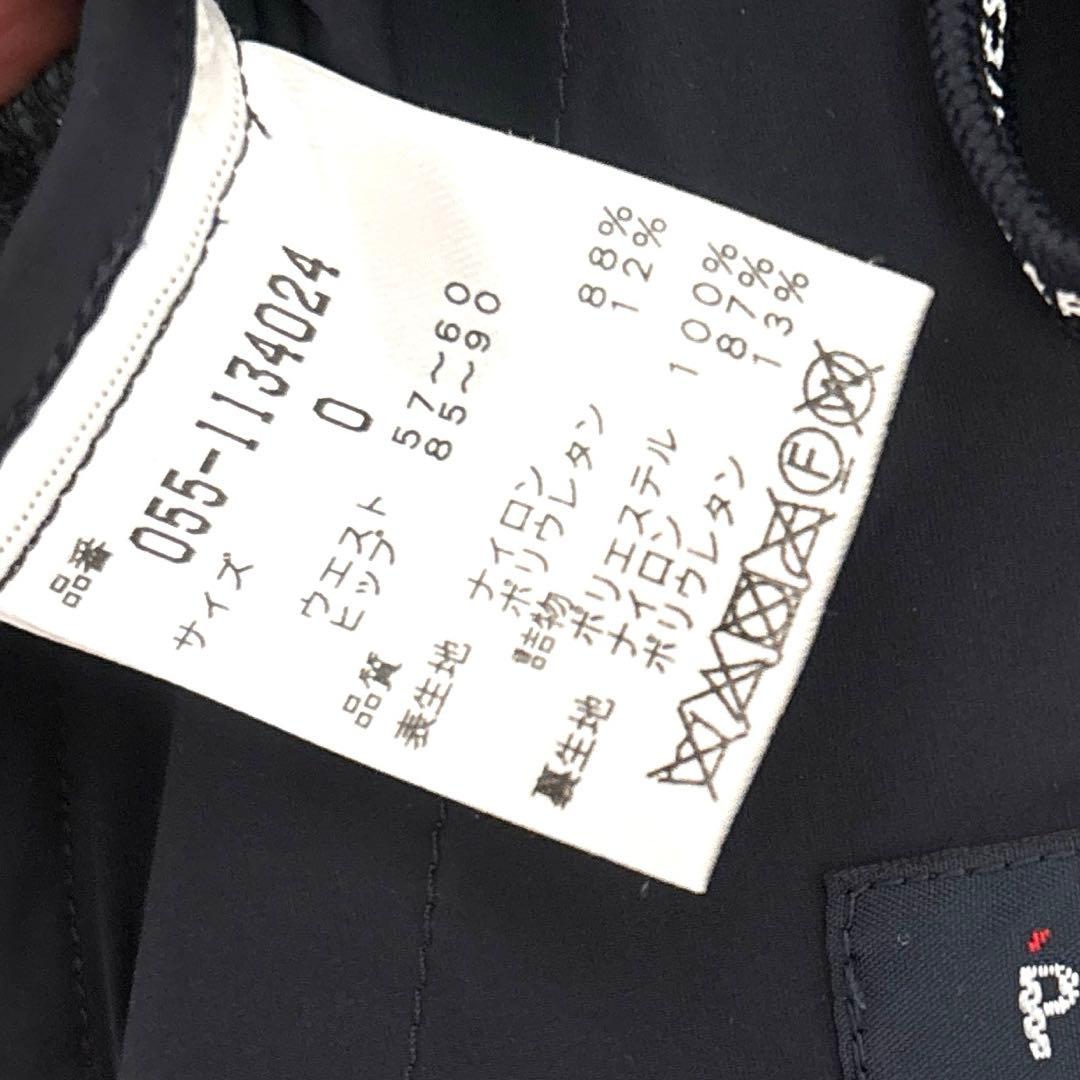 品番
055-1134024
サイズ 0
ウエスト 57〜60
ヒップ 85〜90
品質
表生地 ナイロン 88%
ポリウレタン 12%
詰物 ポリエステル 100%
裏生地 ナイロン 87%
ポリウレタン 13%
W
F
P